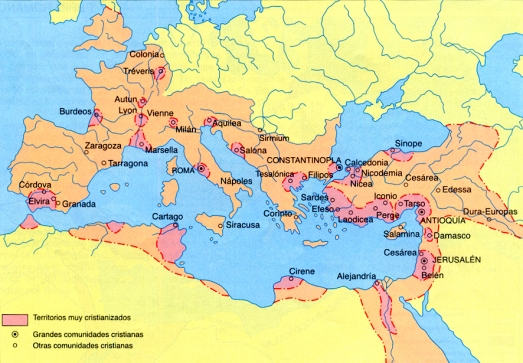 Colonia
Tréveris
Autun
Lyon
Vienne
Burdeos
Milán
Aquilea
Sirmium
Salona
Sinope
Zaragoza
Marsella
Tarragona
ROMA
CONSTANTINOPLA
Calcedonia
Nicomedia
Nicea
Tesalónica
Filipos
Nápoles
Cesárea
Edessa
Córdova
Elvira
Granada
Sardes
Iconio
Tarso
Dura-Europas
Corinto
Efeso
Laodicea
Perge
ANTIOQUÍA
Cartago
Siracusa
Salamina
Damasco
Cesárea
JERUSALÉN
Belén
Cirene
Alejandría
Territorios muy cristianizados
Grandes comunidades cristianas
Otras comunidades cristianas